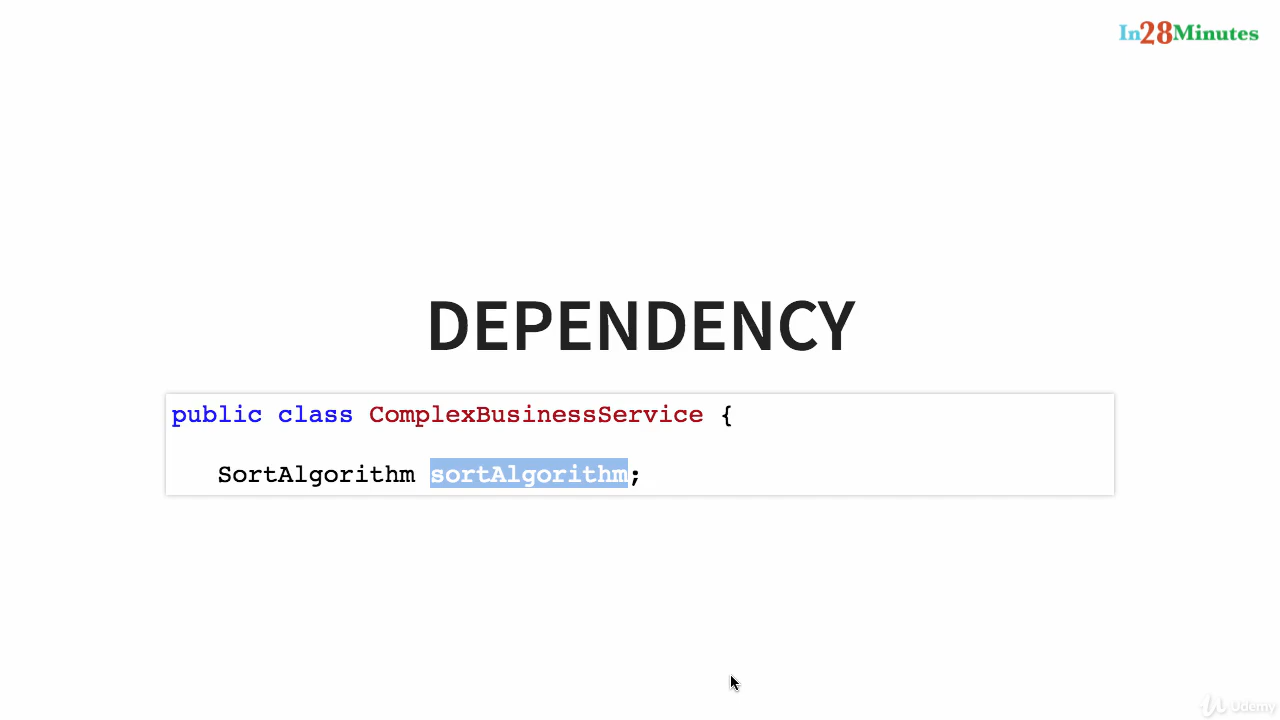 In28Minutes
DEPENDENCY
public class ComplexBusinessService {
SortAlgorithm sortAlgorithm;
Udemy